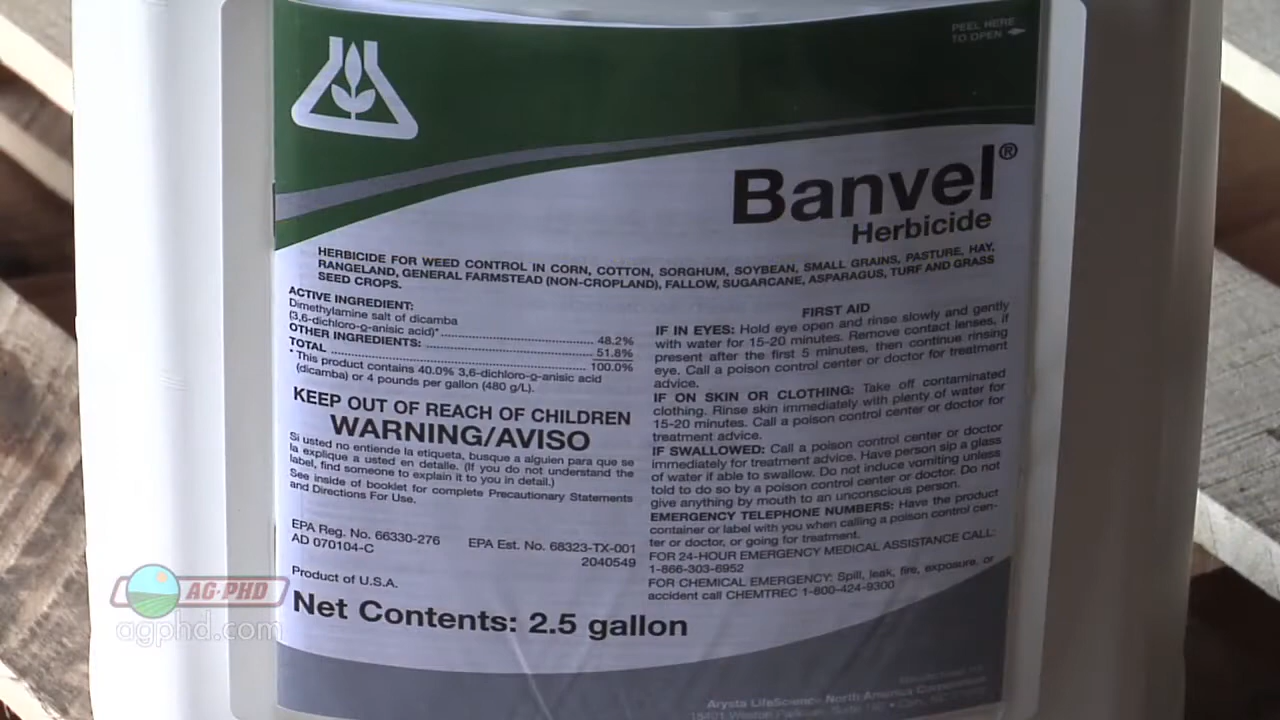 PEEL HERE
TO OPEN
Banvel®
Herbicide
HERBICIDE FOR WEED CONTROL IN CORN, COTTON, SORGHUM, SOYBEAN, SMALL GRAINS, PASTURE, HAY,
RANGELAND, GENERAL FARMSTEAD (NON-CROPLAND), FALLOW, SUGARCANE, ASPARAGUS, TURF AND GRASS
SEED CROPS.
ACTIVE INGREDIENT:
Dimethylamine salt of dicamba
(3,6-dichloro-o-anisic acid)* 48.2%
OTHER INGREDIENTS: 51.8%
TOTAL 100.0%
* This product contains 40.0% 3,6-dichloro-o-anisic acid
(dicamba) or 4 pounds per gallon (480 g/L).
KEEP OUT OF REACH OF CHILDREN
WARNING/AVISO
Si usted no entiende la etiqueta, busque a alguien para que se
la explique a usted en detalle. (If you do not understand the
label, find someone to explain it to you in detail.)
See inside of booklet for complete Precautionary Statements
and Directions For Use.
EPA Reg. No. 66330-276
AD 070104-C
EPA Est. No. 68323-TX-001
2040549
Product of U.S.A.
Net Contents: 2.5 gallon
FIRST AID
IF IN EYES: Hold eye open and rinse slowly and gently
with water for 15-20 minutes. Remove contact lenses, if
present after the first 5 minutes, then continue rinsing
eye. Call a poison control center or doctor for treatment
advice.
IF ON SKIN OR CLOTHING: Take off contaminated
clothing. Rinse skin immediately with plenty of water for
15-20 minutes. Call a poison control center or doctor for
treatment advice.
IF SWALLOWED: Call a poison control center or doctor
immediately for treatment advice. Have person sip a glass
of water if able to swallow. Do not induce vomiting unless
told to do so by a poison control center or doctor. Do not
give anything by mouth to an unconscious person.
EMERGENCY TELEPHONE NUMBERS: Have the product
container or label with you when calling a poison control cen-
ter or doctor, or going for treatment.
FOR 24-HOUR EMERGENCY MEDICAL ASSISTANCE CALL:
1-866-303-6952
FOR CHEMICAL EMERGENCY: Spill, leak, fire, exposure, or
accident call CHEMTREC 1-800-424-9300
Arysta LifeScience North America Corporation
AG·PHD
agphd.com